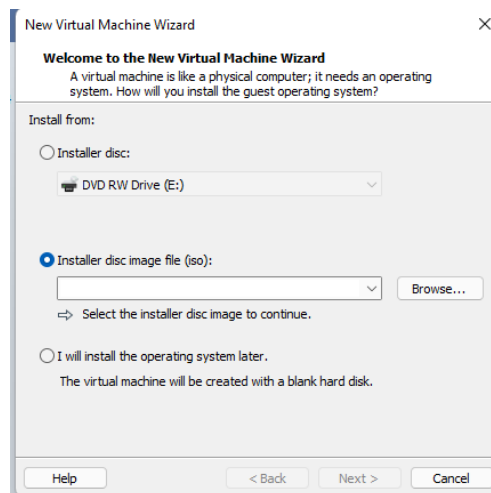 New Virtual Machine Wizard
Welcome to the New Virtual Machine Wizard
A virtual machine is like a physical computer; it needs an operating
system. How will you install the guest operating system?
Install from:
Installer disc:
DVD RW Drive (E:)
Installer disc image file (iso):
Browse...
Select the installer disc image to continue.
I will install the operating system later.
The virtual machine will be created with a blank hard disk.
Help
< Back
Next >
Cancel